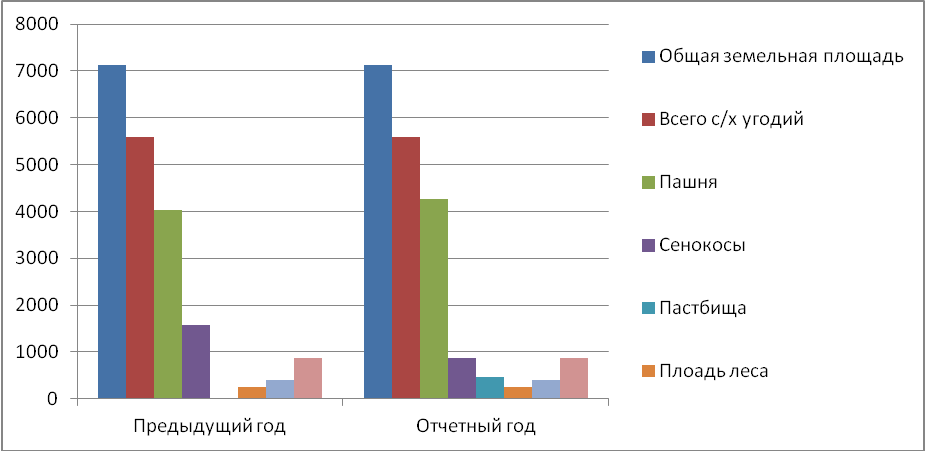 8000
7000
6000
5000
4000
3000
2000
1000
0
Предыдущий год
Отчетный год
Общая земельная площадь
Всего с/х угодий
Пашня
Сенокосы
Пастбища
Плоадь леса